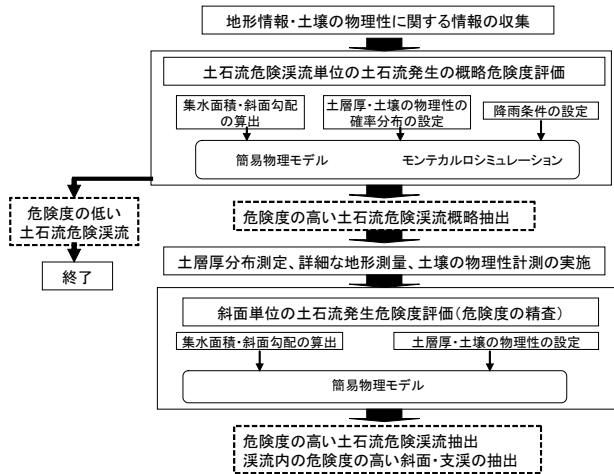 地形情報・土壌の物理性に関する情報の収集
土石流危険渓流単位の土石流発生の概略危険度評価
集水面積・斜面勾配
の算出
土層厚・土壌の物理性の
確率分布の設定
降雨条件の設定
簡易物理モデル
モンテカルロシミュレーション
危険度の低い
土石流危険渓流
終了
危険度の高い土石流危険渓流概略抽出
土層厚分布測定、詳細な地形測量、土壌の物理性計測の実施
斜面単位の土石流発生危険度評価(危険度の精査)
集水面積・斜面勾配の算出
土層厚・土壌の物理性の設定
簡易物理モデル
危険度の高い土石流危険渓流抽出
渓流内の危険度の高い斜面・支渓の抽出